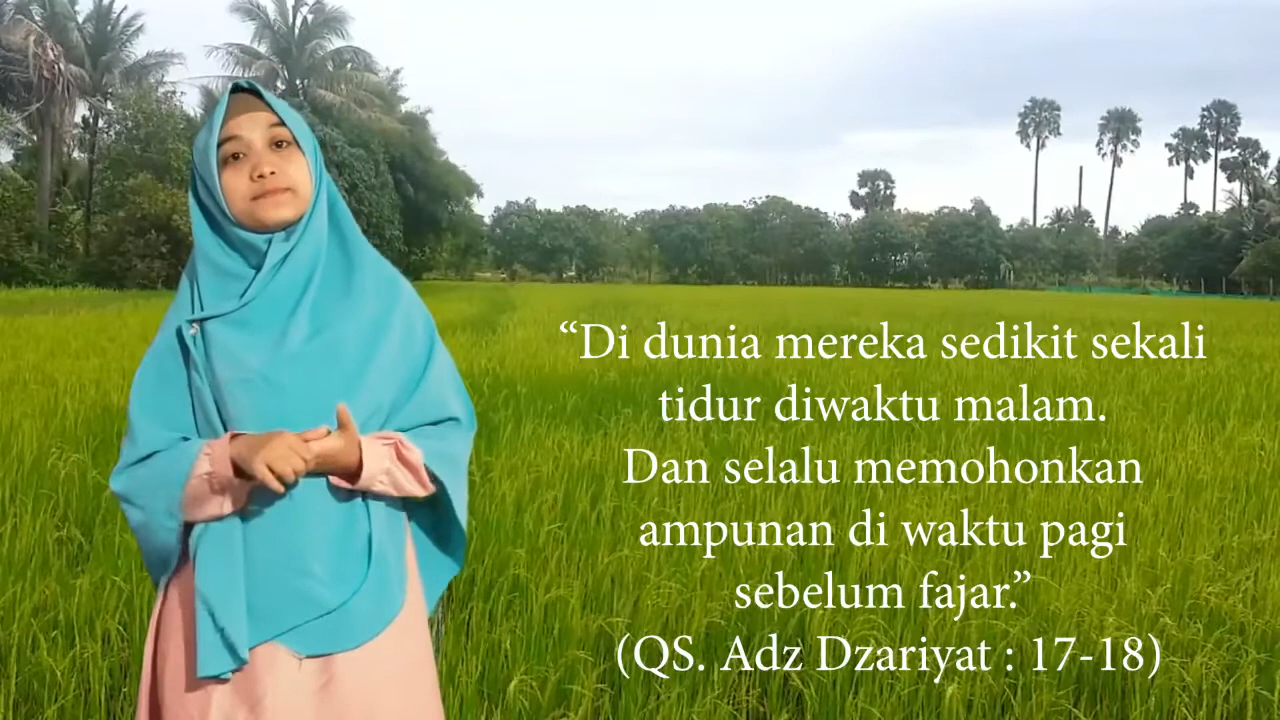 “Di dunia mereka sedikit sekali
tidur diwaktu malam.
Dan selalu memohonkan
ampunan di waktu pagi
sebelum fajar.”
(QS. Adz Dzariyat : 17-18)